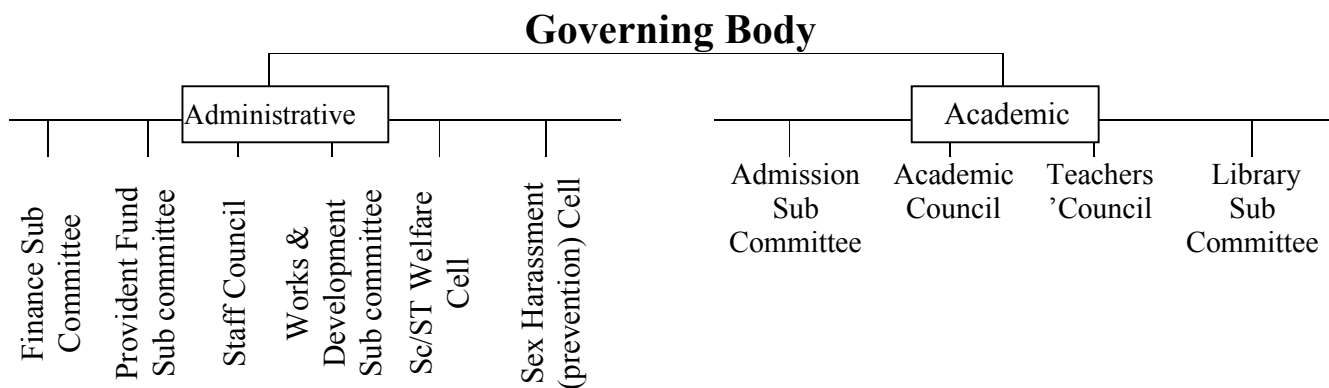 Governing Body
Administrative
Academic
Finance Sub
Committee
Provident Fund
Sub committee
Staff Council
Works &
Development
Sub committee
Sc/ST Welfare
Cell
Sex Harassment
(prevention) Cell
Admission
Sub
Committee
Academic
Council
Teachers
’Council
Library
Sub
Committee